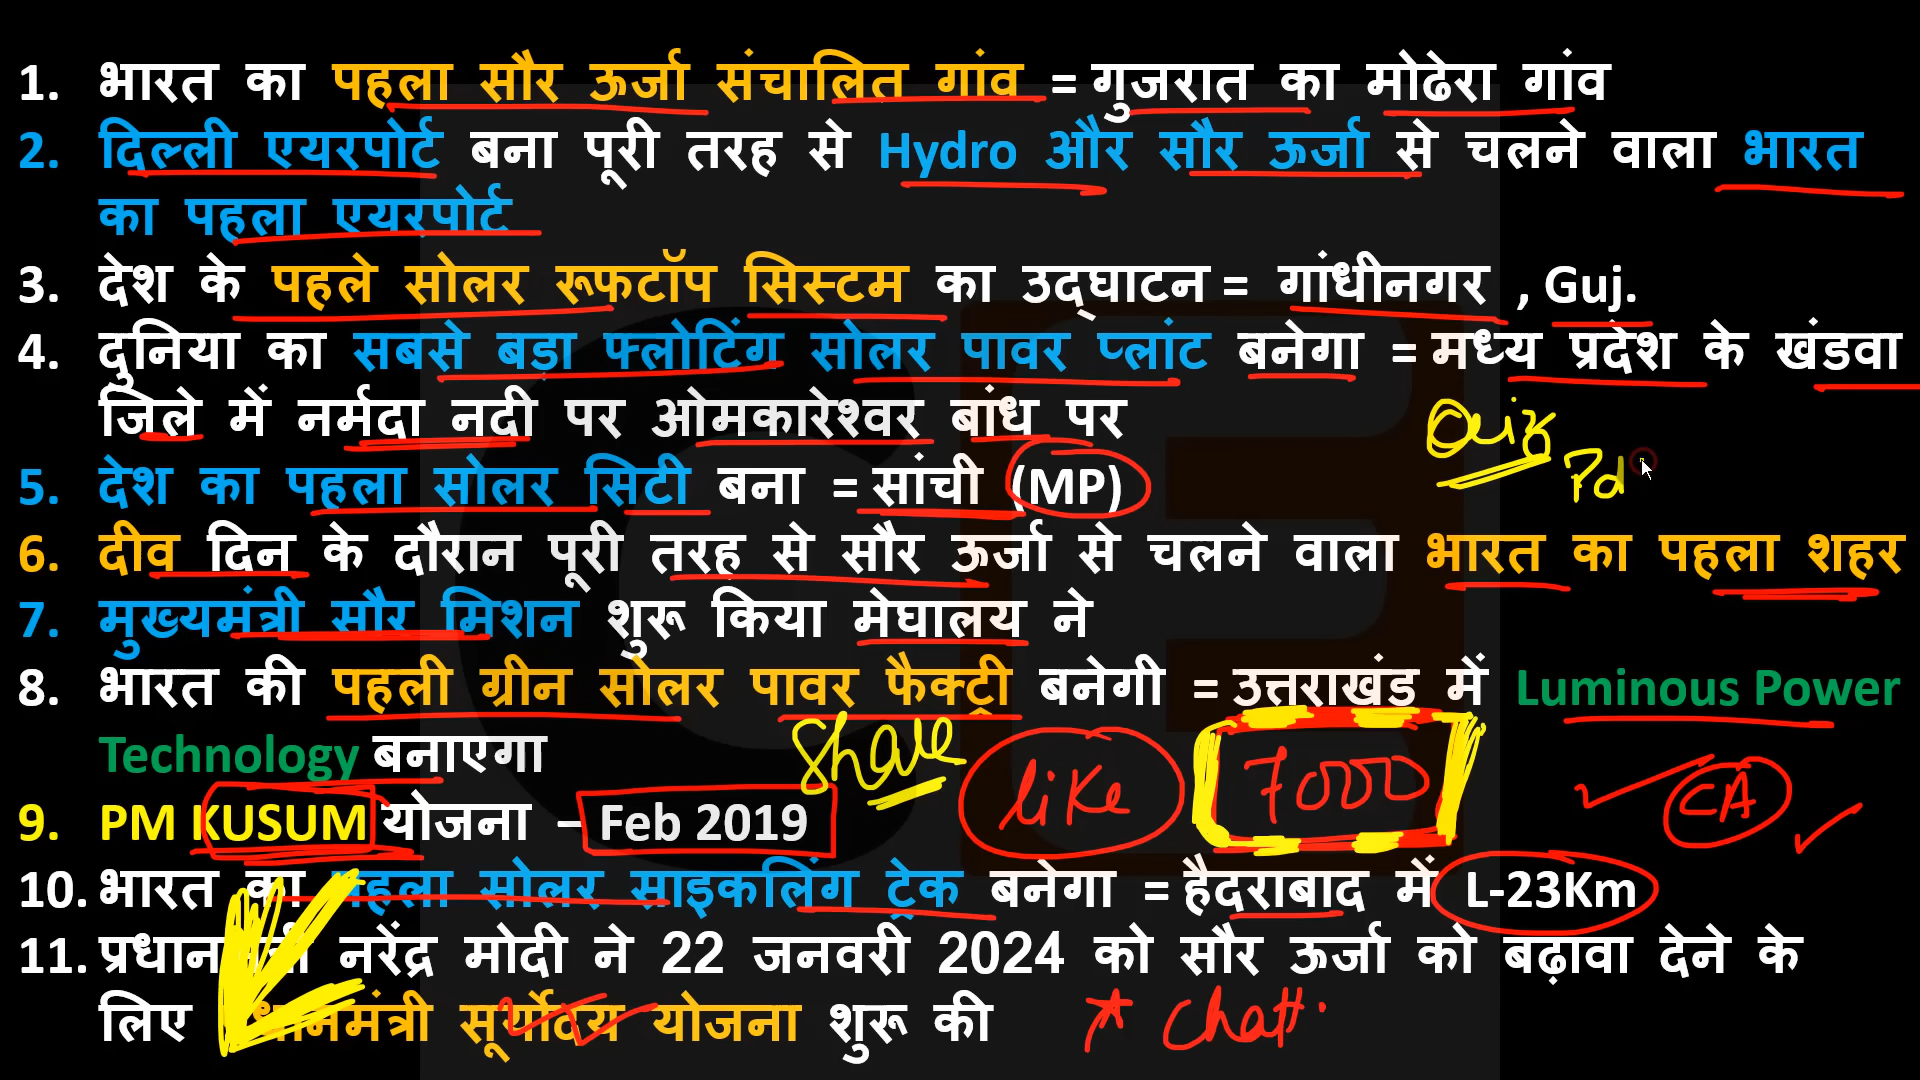 1. भारत का पहला सौर ऊर्जा संचालित गांव = गुजरात का मोढेरा गांव
2. दिल्ली एयरपोर्ट बना पूरी तरह से Hydro और सौर ऊर्जा से चलने वाला भारत
का पहला एयरपोर्ट
3. देश के पहले सोलर रूफटॉप सिस्टम का उद्घाटन = गांधीनगर , Guj.
4. दुनिया का सबसे बड़ा फ्लोटिंग सोलर पावर प्लांट बनेगा = मध्य प्रदेश के खंडवा
जिले में नर्मदा नदी पर ओमकारेश्वर बांध पर
Quiz
Pd
5. देश का पहला सोलर सिटी बना = सांची (MP)
6. दीव दिन के दौरान पूरी तरह से सौर ऊर्जा से चलने वाला भारत का पहला शहर
7. मुख्यमंत्री सौर मिशन शुरू किया मेघालय ने
8. भारत की पहली ग्रीन सोलर पावर फैक्ट्री बनेगी = उत्तराखंड में Luminous Power
Technology बनाएगा
Share like 7000 CA
9. PM KUSUM योजना – Feb 2019
10. भारत का पहला सोलर साइकलिंग ट्रेक बनेगा = हैदराबाद में L-23Km
11. प्रधानमंत्री नरेंद्र मोदी ने 22 जनवरी 2024 को सौर ऊर्जा को बढ़ावा देने के
लिए प्रधानमंत्री सूर्योदय योजना शुरू की
Chatt